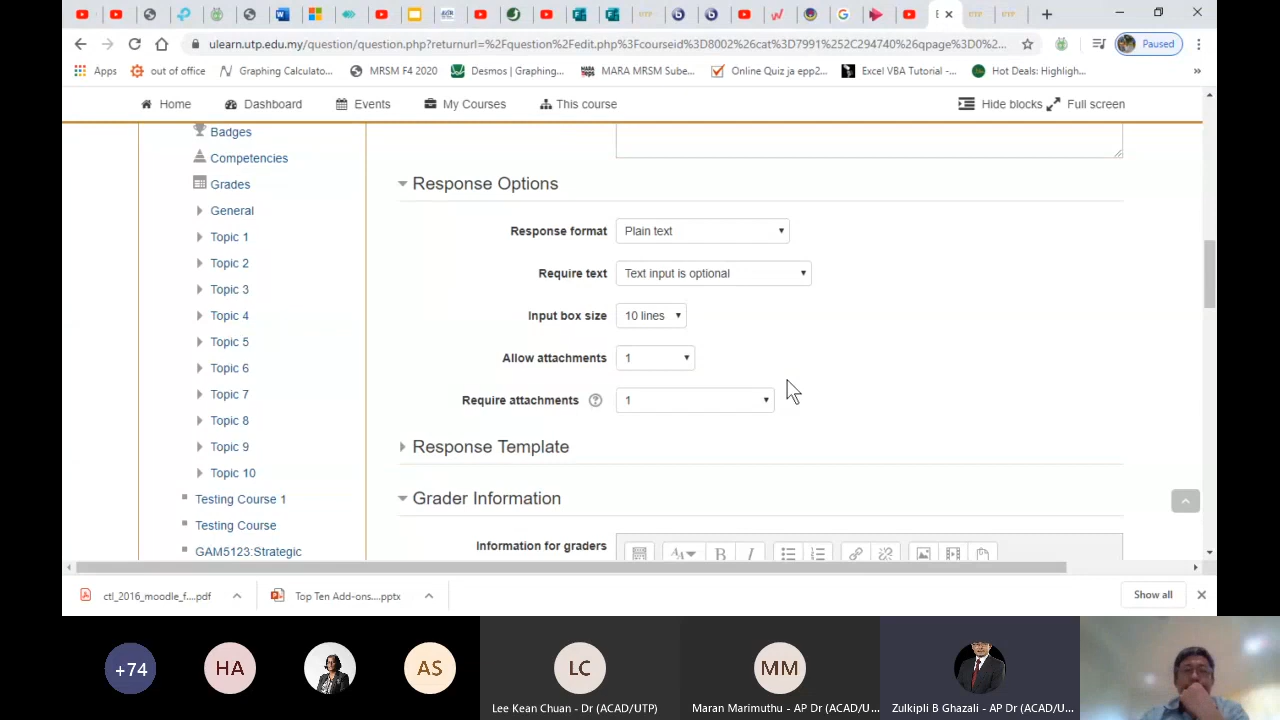 ulearn.utp.edu.my/question/question.php?returnurl=%2Fquestion%2Fedit.php%3Fcourseid%3D8002%26cat%3D7991%252C294740%26qpage%3D0%2...
Paused
Apps
out of office
Graphing Calculato...
MRSM F4 2020
Desmos | Graphing...
MARA MRSM Sube...
Online Quiz ja epp2...
Excel VBA Tutorial -...
Hot Deals: Highligh...
»
Home
Dashboard
Events
My Courses
This course
Hide blocks
Full screen
Badges
Competencies
Grades
General
Topic 1
Topic 2
Topic 3
Topic 4
Topic 5
Topic 6
Topic 7
Topic 8
Topic 9
Topic 10
Testing Course 1
Testing Course
GAM5123:Strategic
Response Options
Response format Plain text
Require text Text input is optional
Input box size 10 lines
Allow attachments 1
Require attachments ? 1
Response Template
Grader Information
Information for graders
ctl_2016_moodle_f....pdf
Top Ten Add-ons....pptx
Show all
+74
HA
AS
LC
MM
Lee Kean Chuan - Dr (ACAD/UTP)
Maran Marimuthu - AP Dr (ACAD/U...
Zulkipli B Ghazali - AP Dr (ACAD/U...